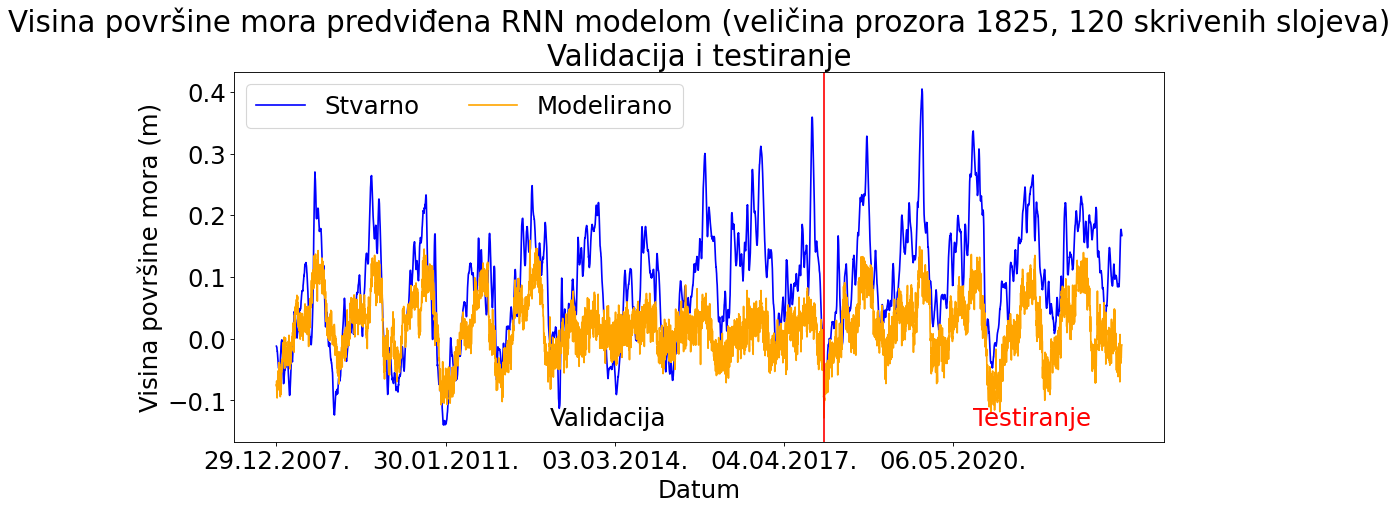 Visina površine mora predviđena RNN modelom (veličina prozora 1825, 120 skrivenih slojeva)
Validacija i testiranje
Stvarno Modelirano
Visina površine mora (m)
0.4
0.3
0.2
0.1
0.0
−0.1
Validacija Testiranje
29.12.2007. 30.01.2011. 03.03.2014. 04.04.2017. 06.05.2020.
Datum